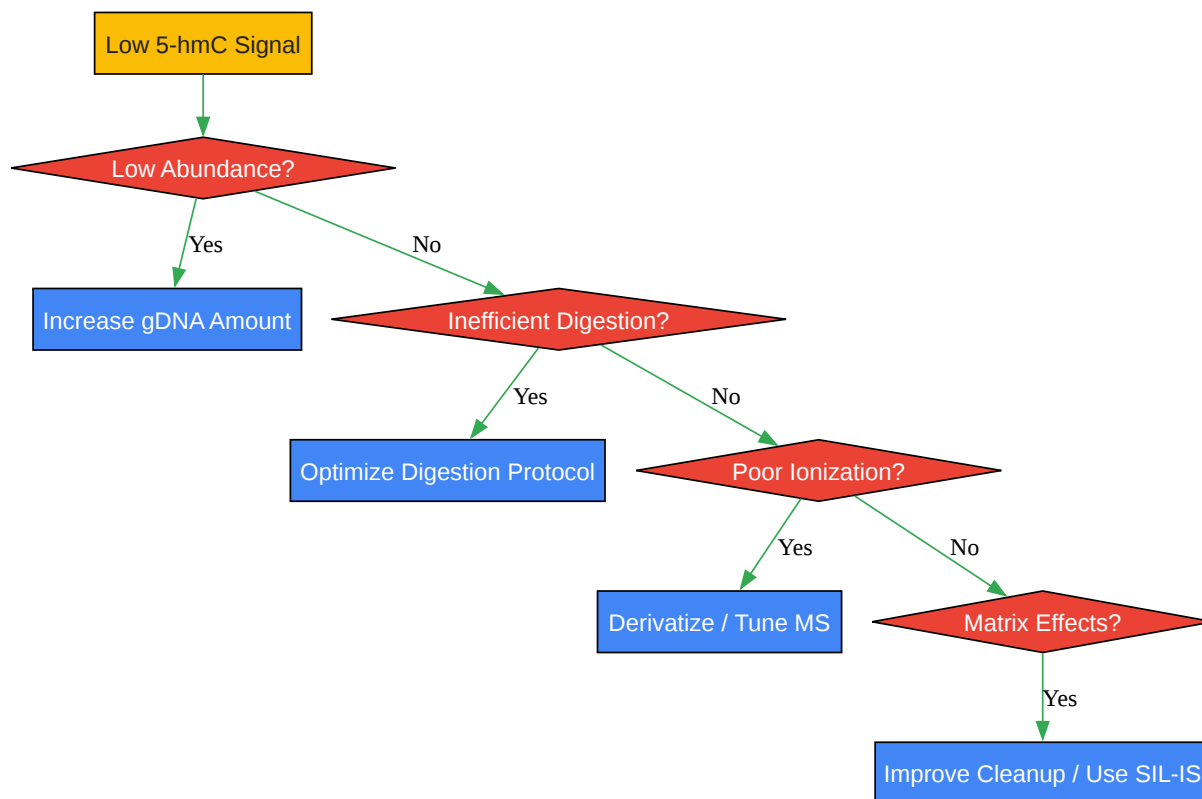 Low 5-hmC Signal
Low Abundance?
Yes
No
Increase gDNA Amount
Inefficient Digestion?
Yes
No
Optimize Digestion Protocol
Poor Ionization?
Yes
No
Derivatize / Tune MS
Matrix Effects?
Yes
Improve Cleanup / Use SIL-IS